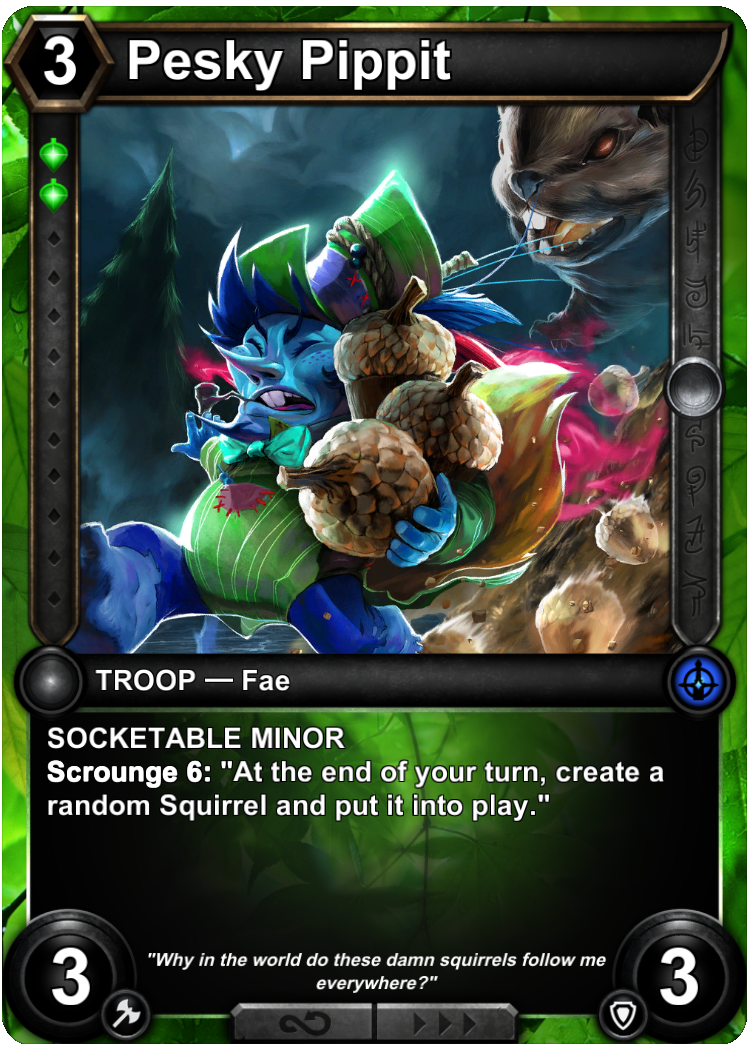 3
Pesky Pippit
TROOP — Fae
SOCKETABLE MINOR
Scrounge 6: "At the end of your turn, create a
random Squirrel and put it into play."
"Why in the world do these damn squirrels follow me
everywhere?"
3
3